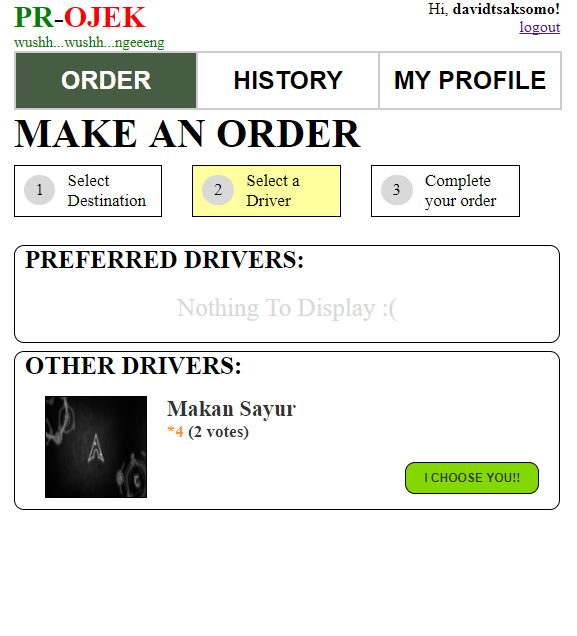 PR-OJEK
Hi, davidtsaksomo!
logout
wushh...wushh...ngeeeng
ORDER
HISTORY
MY PROFILE
MAKE AN ORDER
1
Select
Destination
2
Select a
Driver
3
Complete
your order
PREFERRED DRIVERS:
Nothing To Display :(
OTHER DRIVERS:
Makan Sayur
*4 (2 votes)
I CHOOSE YOU!!